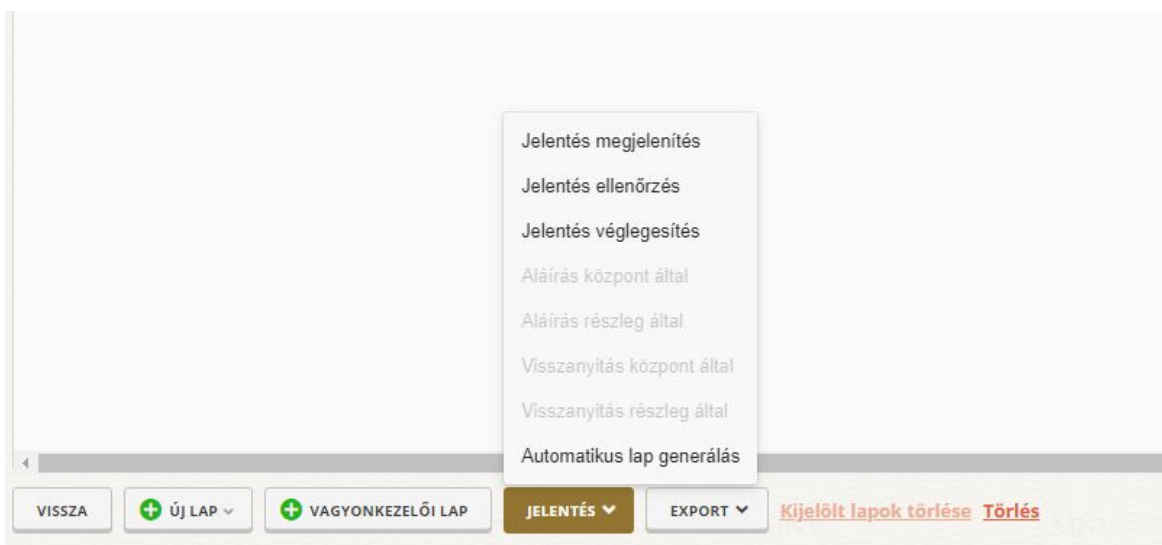 Jelentés megjelenítés
Jelentés ellenőrzés
Jelentés véglegesítés
Aláírás központ által
Aláírás részleg által
Visszanyitás központ által
Visszanyitás részleg által
Automatikus lap generálás
VISSZA ÚJ LAP VAGYONKEZELŐI LAP JELENTÉS EXPORT Kijelölt lapok törlése Törlés